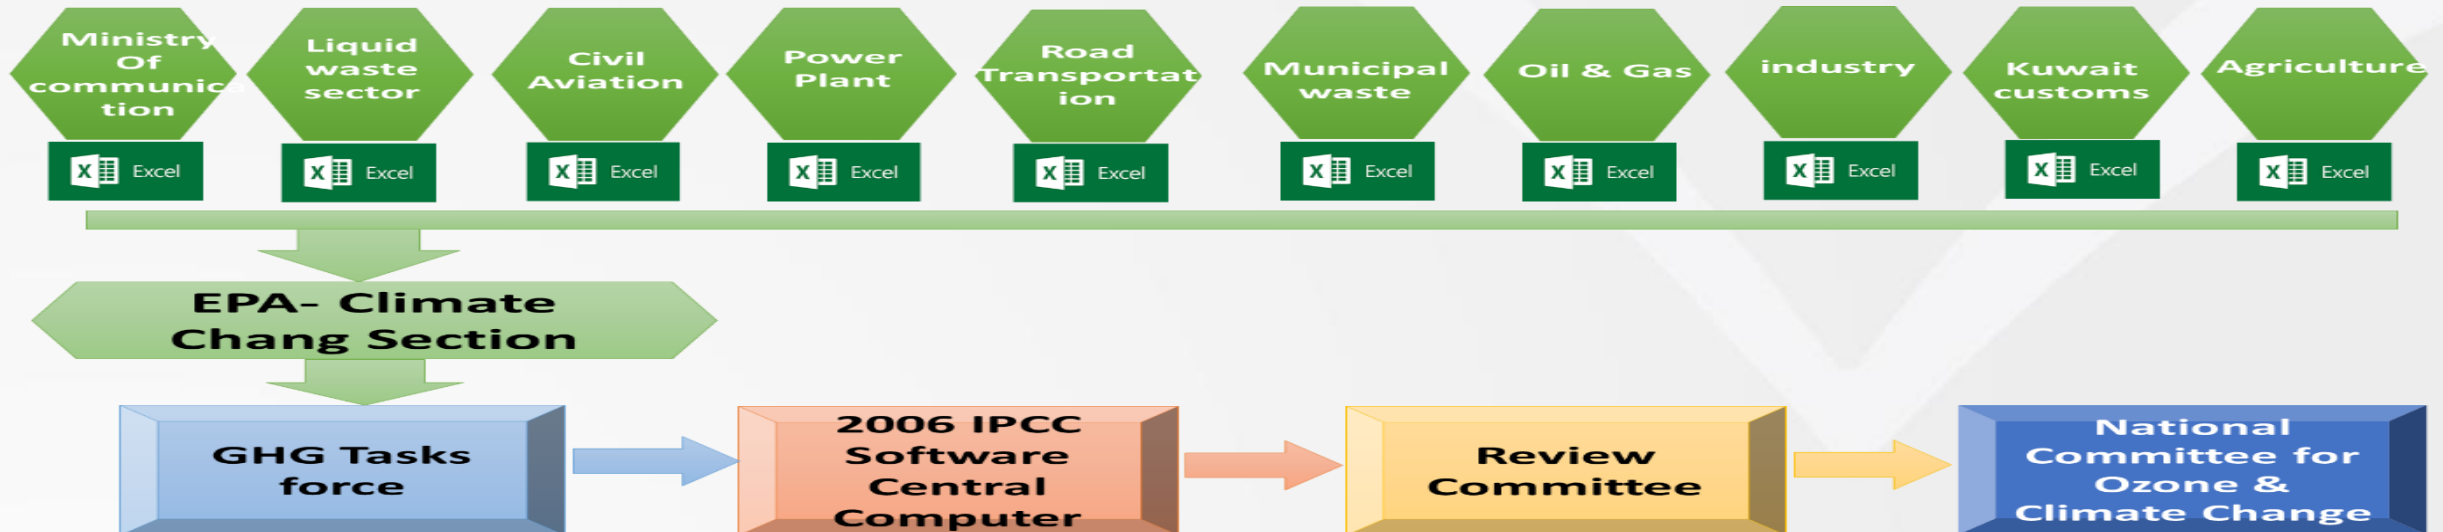 Ministry
Of
communica
tion
Liquid
waste
sector
Civil
Aviation
Power
Plant
Road
Transportat
ion
Municipal
waste
Oil & Gas
industry
Kuwait
customs
Agriculture
X Excel
X Excel
X Excel
X Excel
X Excel
X Excel
X Excel
X Excel
X Excel
X Excel
EPA- Climate
Chang Section
GHG Tasks
force
2006 IPCC
Software
Central
Computer
Review
Committee
National
Committee for
Ozone &
Climate Change